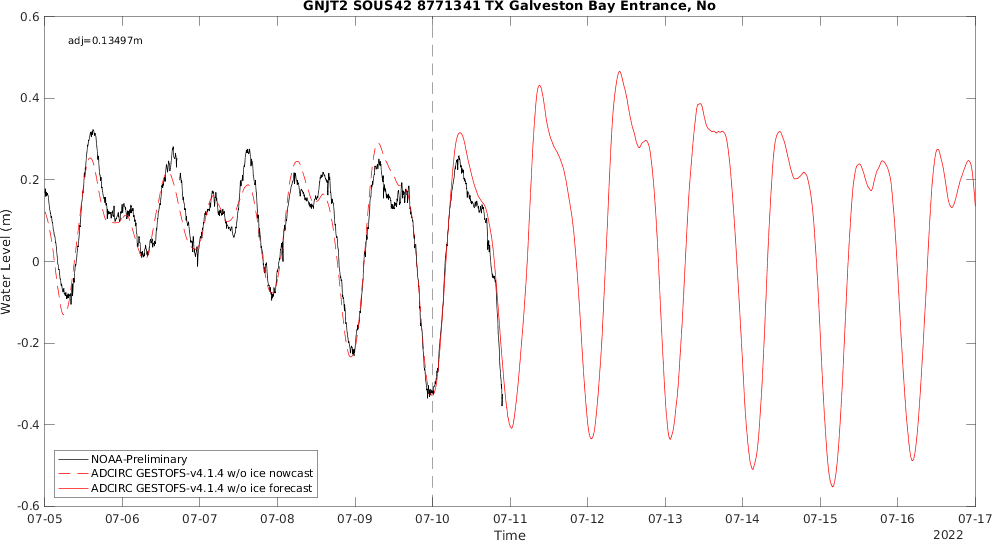 GNJT2 SOUS42 8771341 TX Galveston Bay Entrance, No
adj=0.13497m
0.6
0.4
0.2
0
-0.2
-0.4
-0.6
Water Level (m)
NOAA-Preliminary
ADCIRC GESTOFS-v4.1.4 w/o ice nowcast
ADCIRC GESTOFS-v4.1.4 w/o ice forecast
07-05 07-06 07-07 07-08 07-09 07-10 07-11 07-12 07-13 07-14 07-15 07-16 07-17
Time
2022